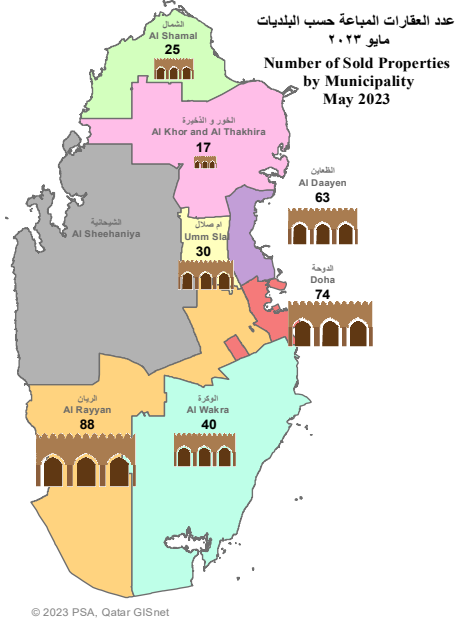 عدد العقارات المباعة حسب البلديات
مايو ٢٠٢٣
Number of Sold Properties
by Municipality
May 2023
الشمال
Al Shamal
25
الخور و الذخيرة
Al Khor and Al Thakhira
17
الظعاين
Al Daayen
63
الشيحانية
Al Sheehaniya
ام صلال
Umm Slal
30
الدوحة
Doha
74
الريان
Al Rayyan
88
الوكرة
Al Wakra
40
© 2023 PSA, Qatar GISnet